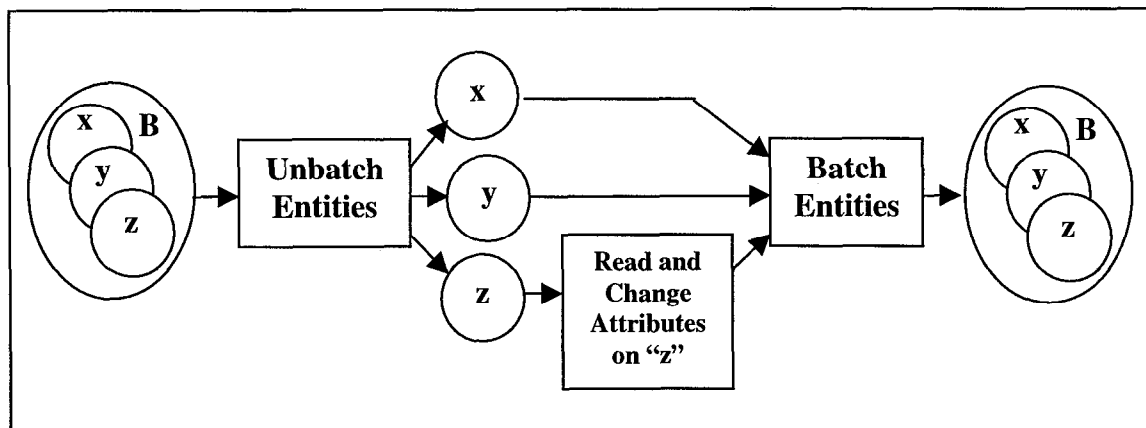 x
B
y
z
Unbatch
Entities
x
y
z
Read and
Change
Attributes
on “z”
Batch
Entities
x
B
y
z